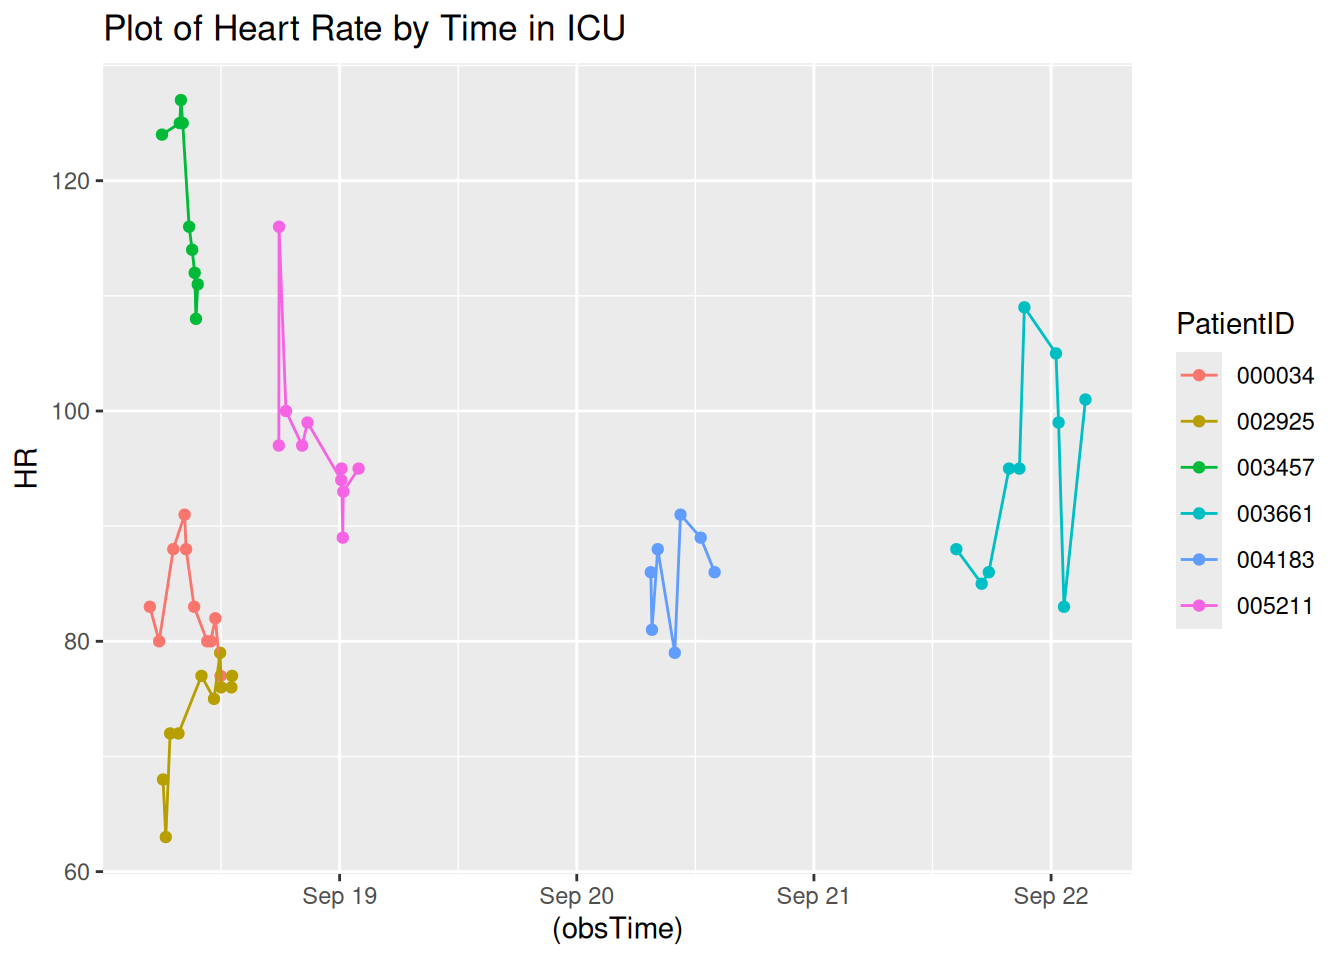 Plot of Heart Rate by Time in ICU
120
100
80
60
HR
Sep 19
Sep 20
Sep 21
Sep 22
(obsTime)
PatientID
000034
002925
003457
003661
004183
005211